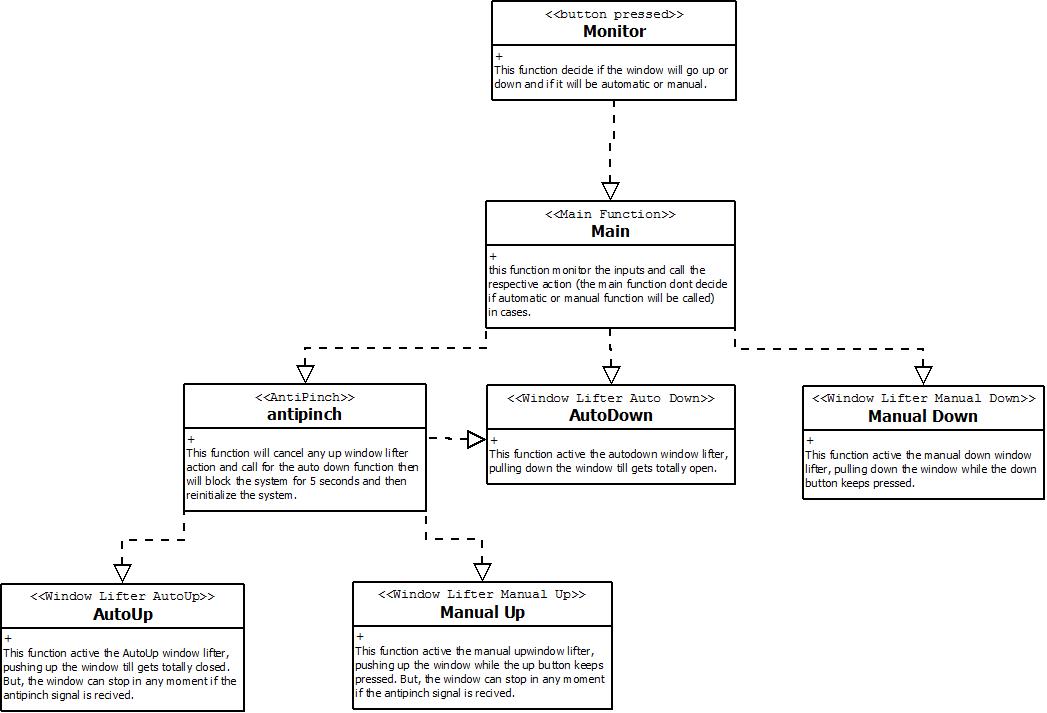 <<button pressed>>
Monitor
+
This function decide if the window will go up or
down and if it will be automatic or manual.
<<Main Function>>
Main
+
this function monitor the inputs and call the
respective action (the main function dont decide
if automatic or manual function will be called)
in cases.
<<AntiPinch>>
antipinch
+
This function will cancel any up window lifter
action and call for the auto down function then
will block the system for 5 seconds and then
reinitialize the system.
<<Window Lifter Auto Down>>
AutoDown
+
This function active the autodown window lifter,
pulling down the window till gets totally open.
<<Window Lifter Manual Down>>
Manual Down
+
This function active the manual down window
lifter, pulling down the window while the down
button keeps pressed.
<<Window Lifter AutoUp>>
AutoUp
+
This function active the AutoUp window lifter,
pushing up the window till gets totally closed.
But, the window can stop in any moment if the
antipinch signal is recived.
<<Window Lifter Manual Up>>
Manual Up
+
This function active the manual upwindow lifter,
pushing up the window while the up button keeps
pressed. But, the window can stop in any moment
if the antipinch signal is recived.